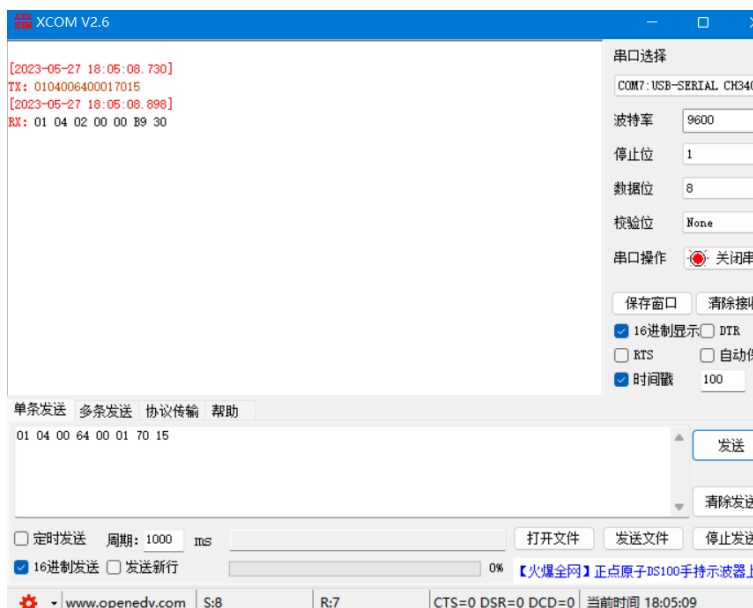 XCOM V2.6
[2023-05-27 18:05:08.730]
TX: 0104006400017015
[2023-05-27 18:05:08.898]
RX: 01 04 02 00 00 B9 30
串口选择
COM7:USB-SERIAL CH340
波特率 9600
停止位 1
数据位 8
校验位 None
串口操作 关闭串
保存窗口 清除接收
16进制显示 DTR
RTS 自动保
时间戳 100
单条发送 多条发送 协议传输 帮助
01 04 00 64 00 01 70 15
发送
清除发送
定时发送 周期: 1000 ms 打开文件 发送文件 停止发送
16进制发送 发送新行 0% 【火爆全网】正点原子DS100手持示波器上
www.openedv.com S:8 R:7 CTS=0 DSR=0 DCD=0 当前时间 18:05:09